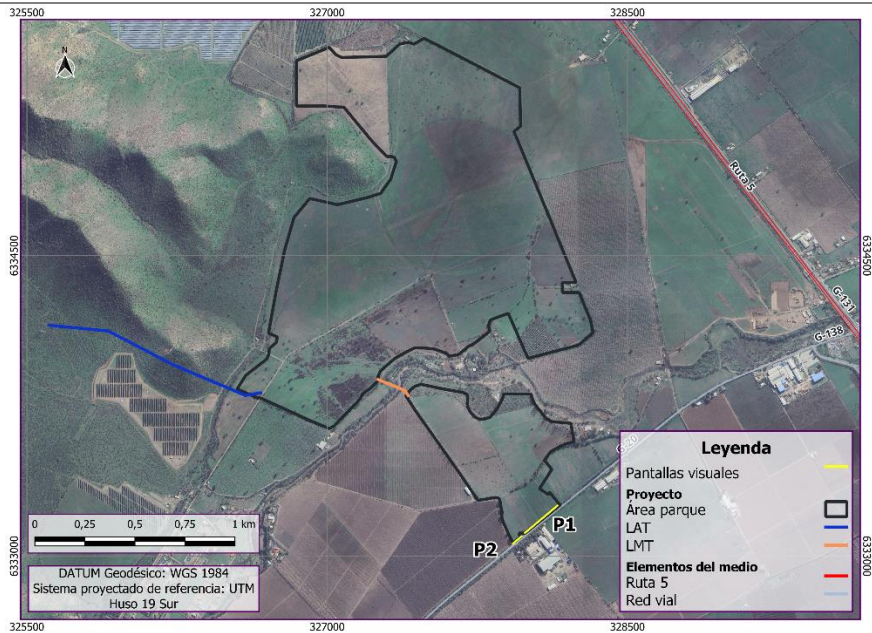 325500
327000
328500
N
Ruta 5
6334500
6334500
G-131
G-138
G-20
P1
P2
Leyenda
Pantallas visuales
Proyecto
Área parque
LAT
LMT
Elementos del medio
Ruta 5
Red vial
0 0,25 0,5 0,75 1 km
6333000
6333000
DATUM Geodésico: WGS 1984
Sistema proyectado de referencia: UTM
Huso 19 Sur
325500
327000
328500